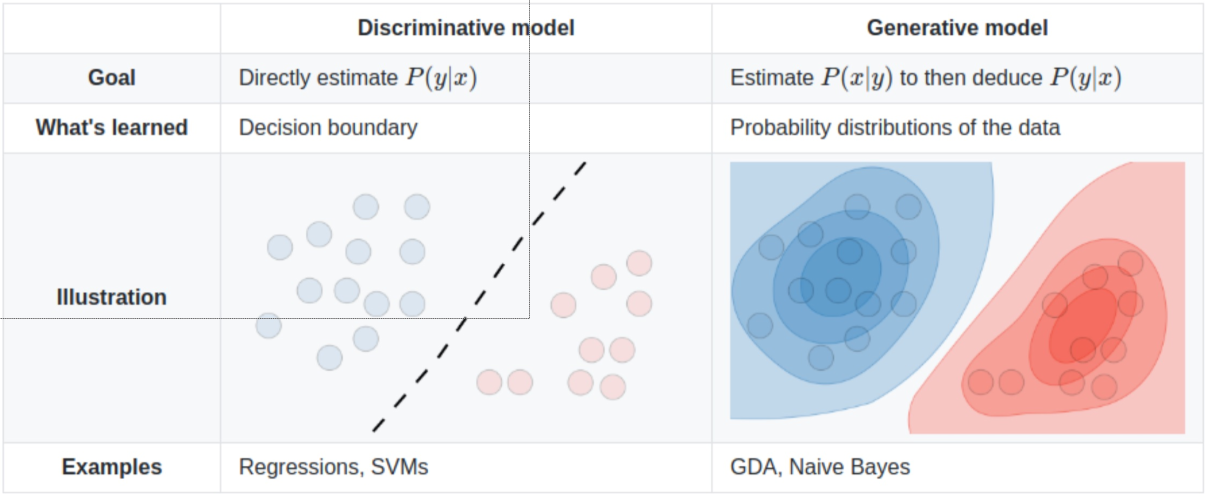 Discriminative model Generative model
Goal Directly estimate P(y|x) Estimate P(x|y) to then deduce P(y|x)
What's learned Decision boundary Probability distributions of the data
Illustration
Examples Regressions, SVMs GDA, Naive Bayes